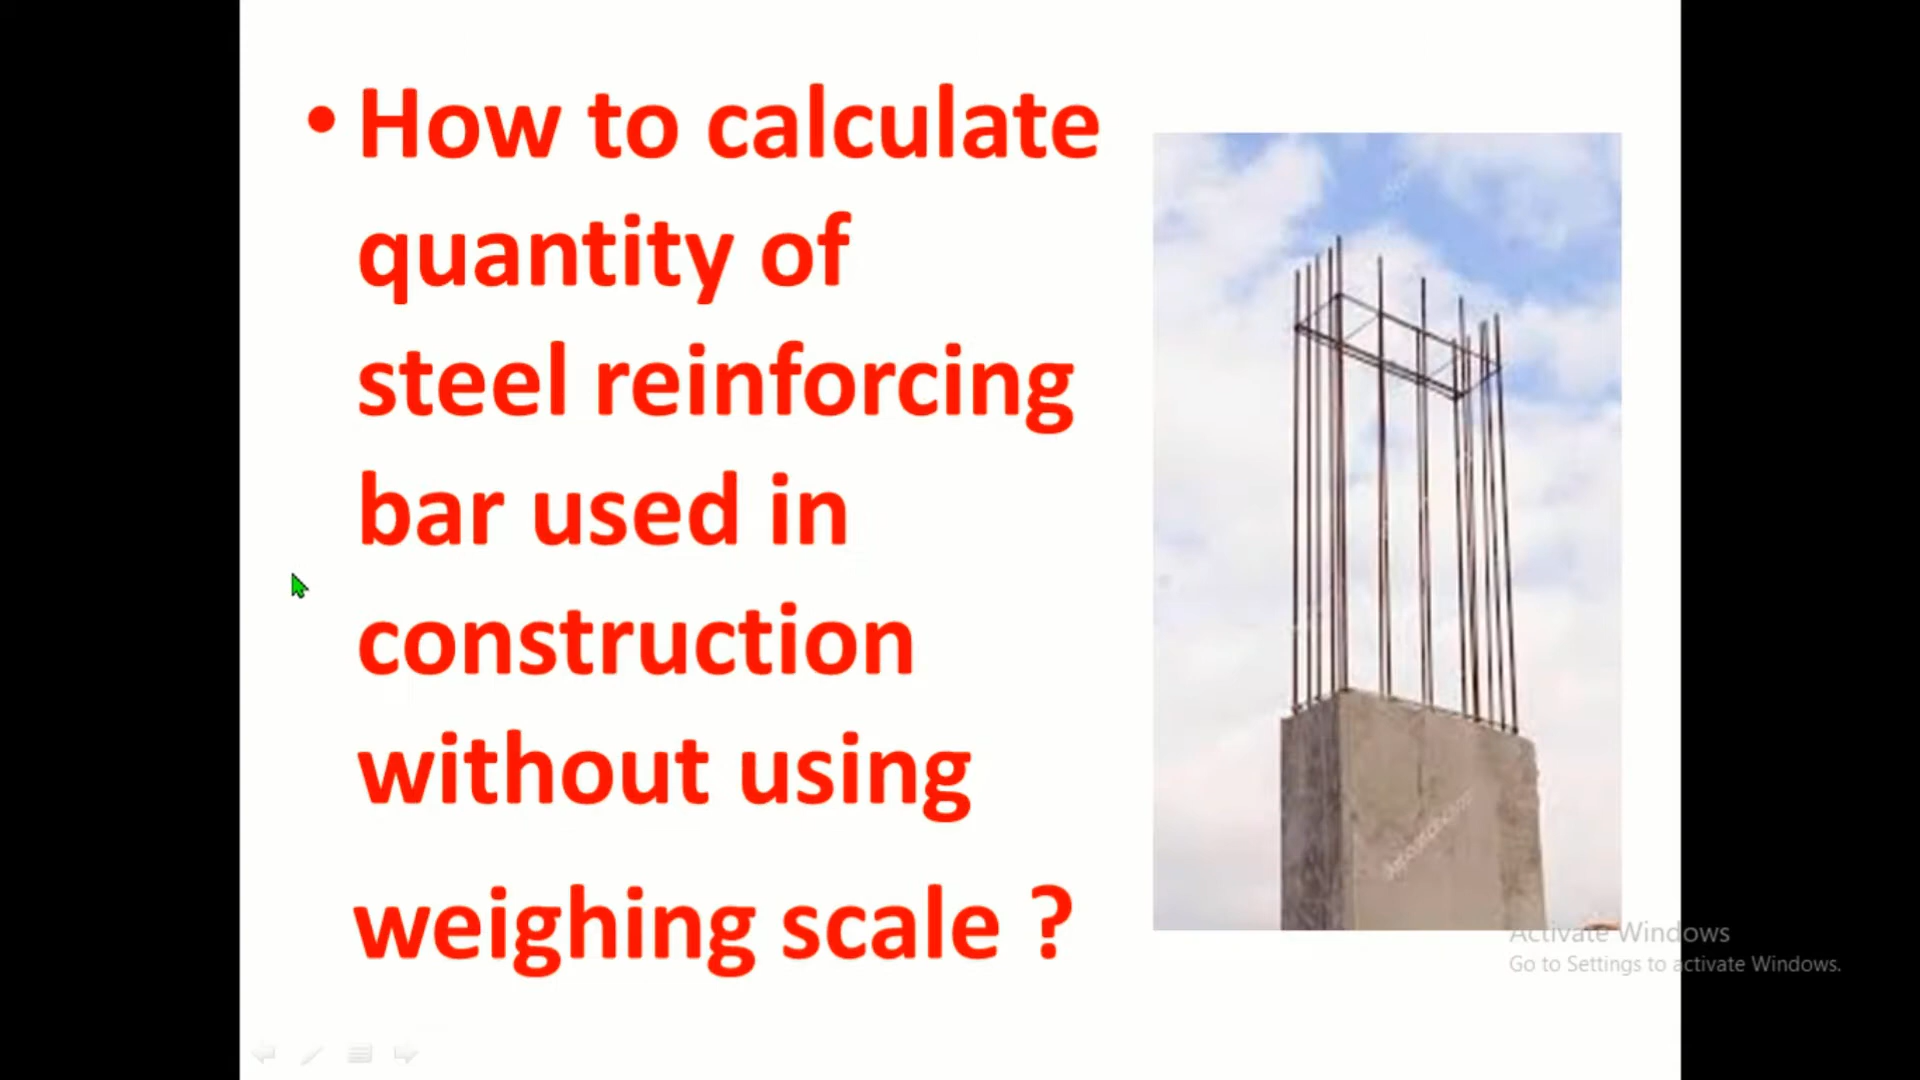 • How to calculate
quantity of
steel reinforcing
bar used in
construction
without using
weighing scale ?
Activate Windows
Go to Settings to activate Windows.